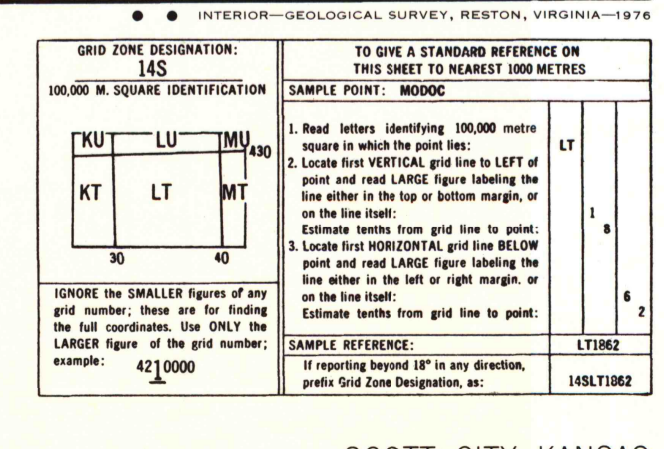 INTERIOR—GEOLOGICAL SURVEY, RESTON, VIRGINIA—1976
GRID ZONE DESIGNATION:
14S
100,000 M. SQUARE IDENTIFICATION
KU LU MU
430
KT LT MT
30 40
IGNORE the SMALLER figures of any
grid number; these are for finding
the full coordinates. Use ONLY the
LARGER figure of the grid number;
example: 4210000
TO GIVE A STANDARD REFERENCE ON
THIS SHEET TO NEAREST 1000 METRES
SAMPLE POINT: MODOC
1. Read letters identifying 100,000 metre
square in which the point lies: LT
2. Locate first VERTICAL grid line to LEFT of
point and read LARGE figure labeling the
line either in the top or bottom margin, or
on the line itself: 1
Estimate tenths from grid line to point: 8
3. Locate first HORIZONTAL grid line BELOW
point and read LARGE figure labeling the
line either in the left or right margin. or
on the line itself: 6
Estimate tenths from grid line to point: 2
SAMPLE REFERENCE: LT1862
If reporting beyond 18° in any direction,
prefix Grid Zone Designation, as: 14SLT1862
SCOTT CITY, KANSAS